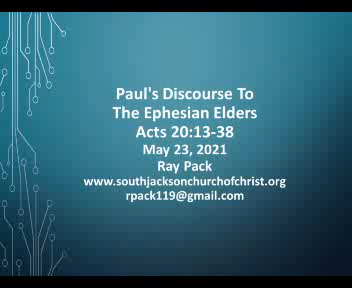 Paul's Discourse To
The Ephesian Elders
Acts 20:13-38
May 23, 2021
Ray Pack
www.southjacksonchurchofchrist.org
rpack119@gmail.com